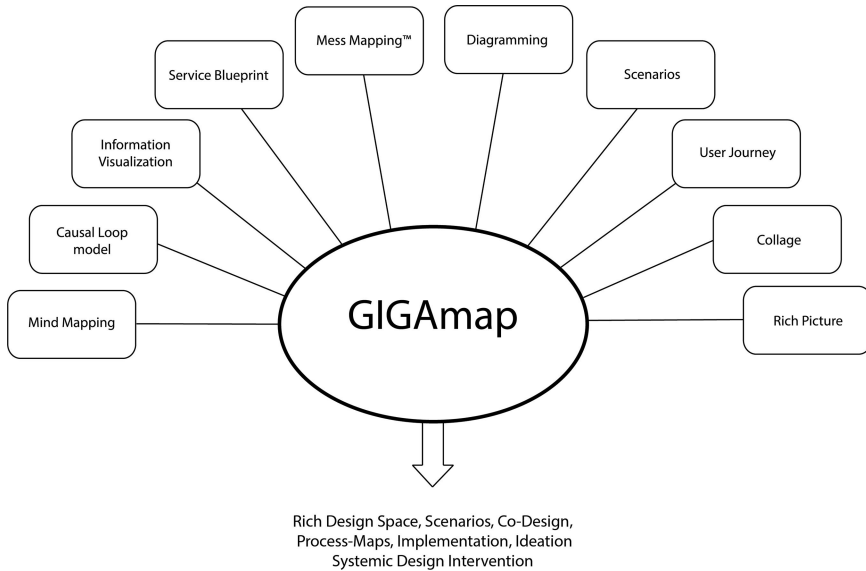 Mess Mapping™
Diagramming
Service Blueprint
Scenarios
Information
Visualization
User Journey
Causal Loop
model
Collage
Mind Mapping
GIGAmap
Rich Picture
Rich Design Space, Scenarios, Co-Design,
Process-Maps, Implementation, Ideation
Systemic Design Intervention